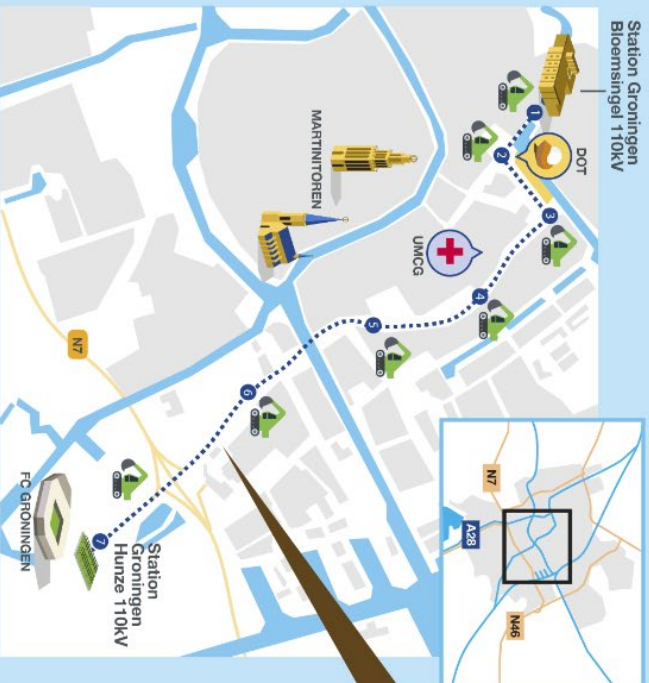 Station Groningen
Bloemsingel 110kV
DOT
1
2
3
MARTINITOREN
UMCG
4
5
6
N7
7
FC GRONINGEN
Station
Groningen
Hunze 110kV
N7
A28
N46